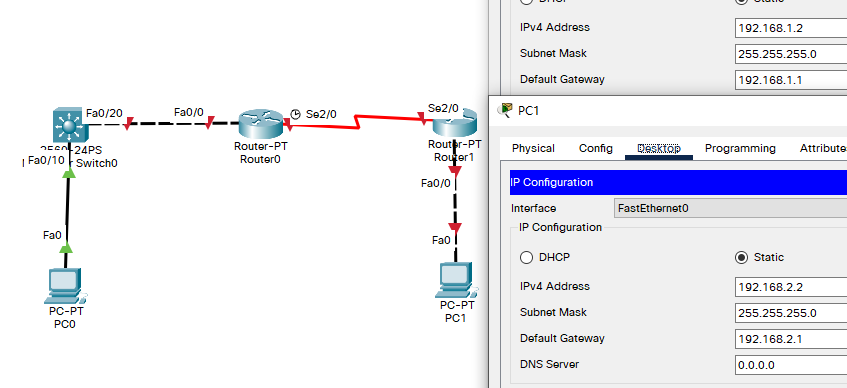 Fa0/20
Fa0/0
Se2/0
Se2/0
Router-PT
Router0
Router-PT
Router1
24PS
Switch0
Fa0/10
Fa0/0
Fa0
Fa0
PC-PT
PC0
PC-PT
PC1
DHCP
Static
IPv4 Address
192.168.1.2
Subnet Mask
255.255.255.0
Default Gateway
192.168.1.1
PC1
Physical Config Desktop Programming Attribute
IP Configuration
Interface
FastEthernet0
IP Configuration
DHCP
Static
IPv4 Address
192.168.2.2
Subnet Mask
255.255.255.0
Default Gateway
192.168.2.1
DNS Server
0.0.0.0